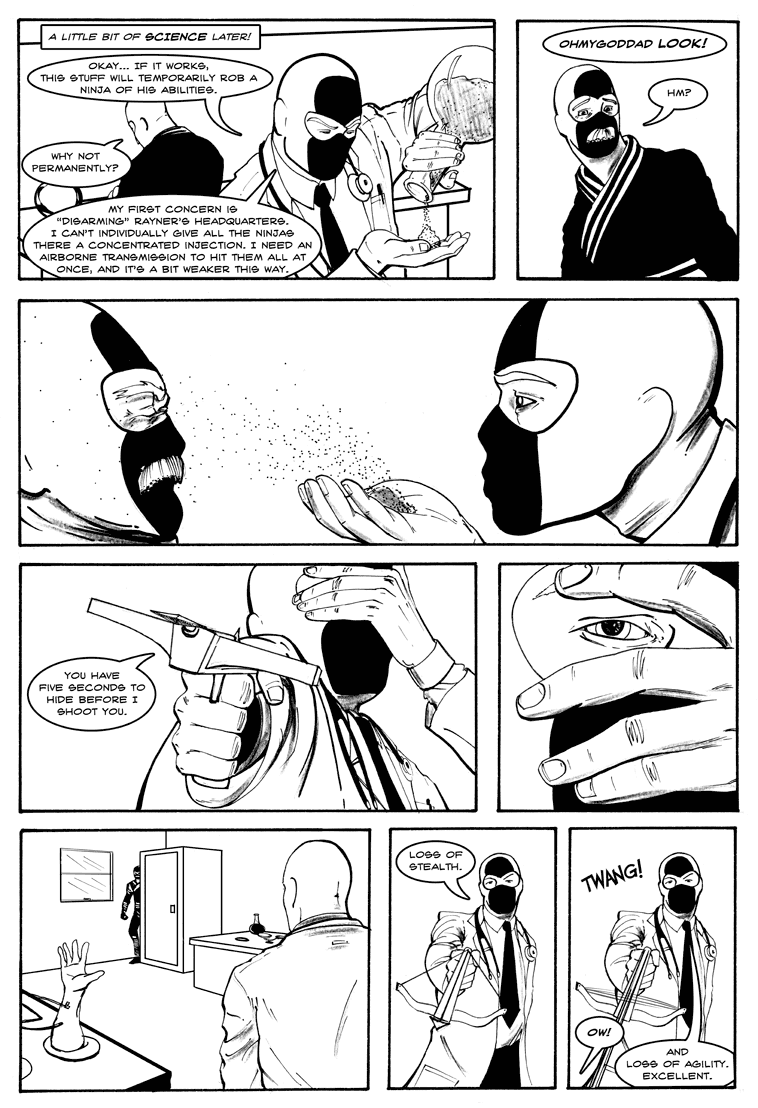 A LITTLE BIT OF SCIENCE LATER!
OKAY... IF IT WORKS,
THIS STUFF WILL TEMPORARILY ROB A
NINJA OF HIS ABILITIES.
WHY NOT
PERMANENTLY?
MY FIRST CONCERN IS
"DISARMING" RAYNER'S HEADQUARTERS.
I CAN'T INDIVIDUALLY GIVE ALL THE NINJAS
THERE A CONCENTRATED INJECTION. I NEED AN
AIRBORNE TRANSMISSION TO HIT THEM ALL AT
ONCE, AND IT'S A BIT WEAKER THIS WAY.
OHMYGODDAD LOOK!
HM?
YOU HAVE
FIVE SECONDS TO
HIDE BEFORE I
SHOOT YOU.
LOSS OF
STEALTH.
TWANG!
OW!
AND
LOSS OF AGILITY.
EXCELLENT.